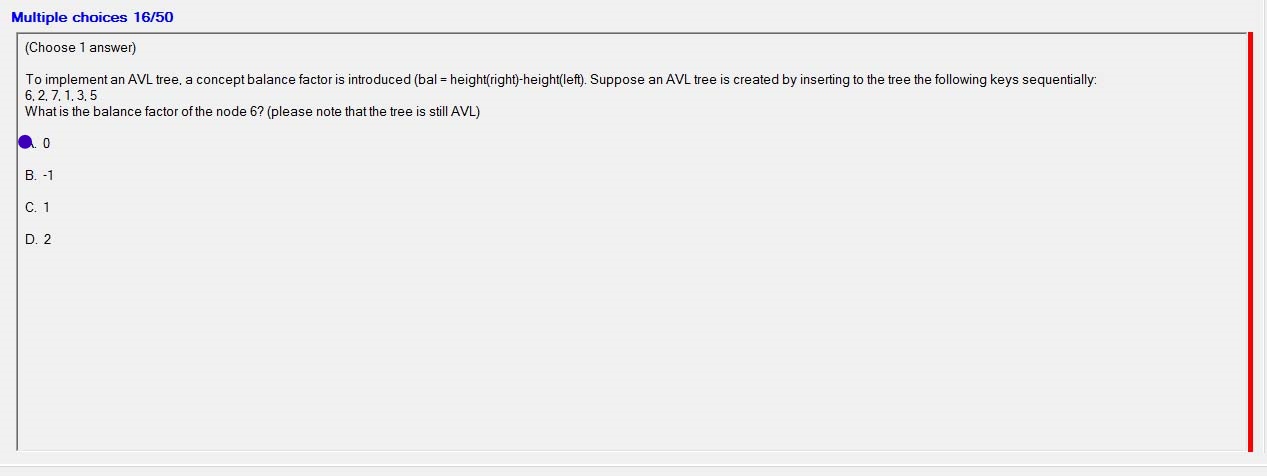 Multiple choices 16/50
(Choose 1 answer)
To implement an AVL tree, a concept balance factor is introduced (bal = height(right)-height(left). Suppose an AVL tree is created by inserting to the tree the following keys sequentially:
6, 2, 7, 1, 3, 5
What is the balance factor of the node 6? (please note that the tree is still AVL)
0
B. -1
C. 1
D. 2